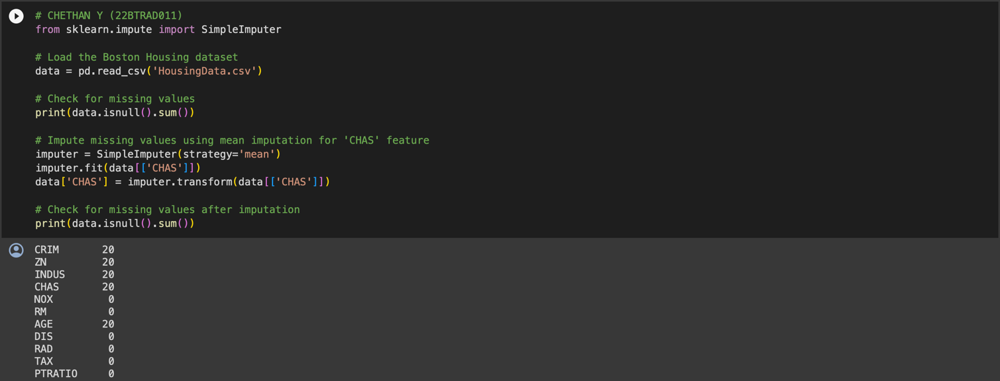 # CHETHAN Y (22BTRAD011)
from sklearn.impute import SimpleImputer
# Load the Boston Housing dataset
data = pd.read_csv('HousingData.csv')
# Check for missing values
print(data.isnull().sum())
# Impute missing values using mean imputation for 'CHAS' feature
imputer = SimpleImputer(strategy='mean')
imputer.fit(data[['CHAS']])
data['CHAS'] = imputer.transform(data[['CHAS']])
# Check for missing values after imputation
print(data.isnull().sum())
CRIM 20
ZN 20
INDUS 20
CHAS 20
NOX 0
RM 0
AGE 20
DIS 0
RAD 0
TAX 0
PTRATIO 0